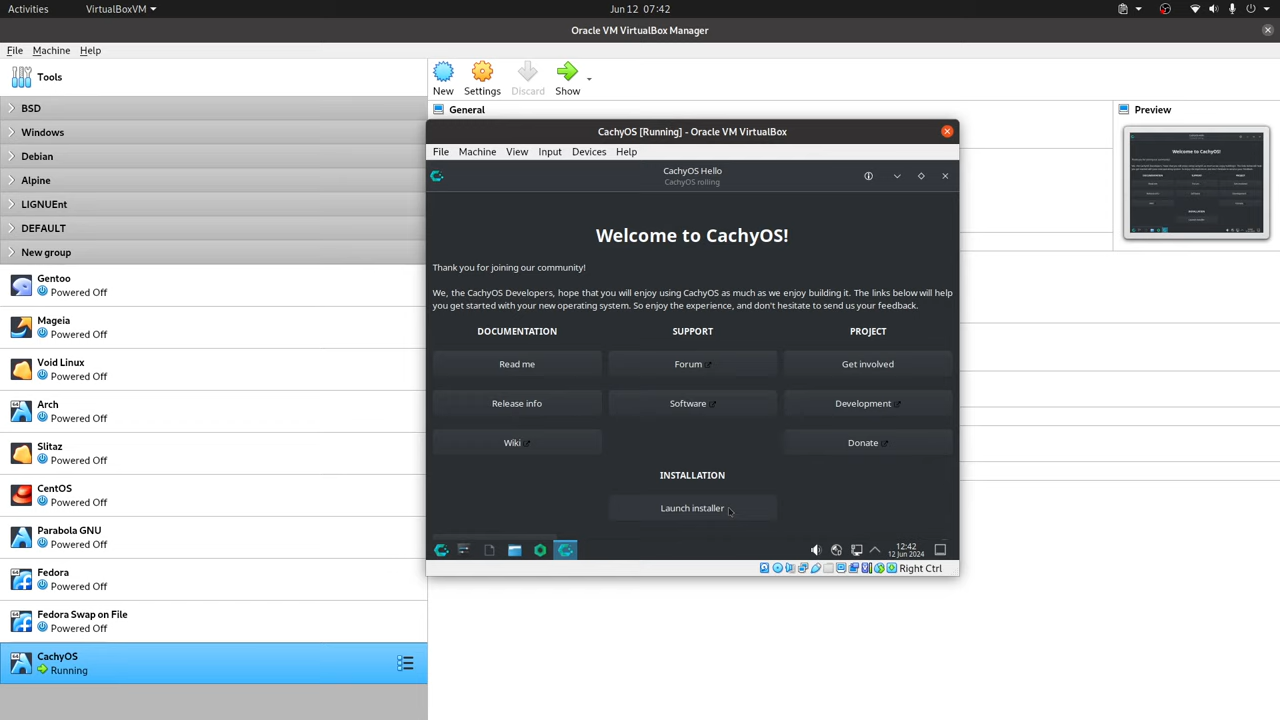 Activities VirtualBoxVM Jun 12 07:42
Oracle VM VirtualBox Manager
File Machine Help
Tools
New Settings Discard Show
BSD
Windows
Debian
Alpine
LIGNUEnt
DEFAULT
New group
Gentoo
Powered Off
Mageia
Powered Off
Void Linux
Powered Off
Arch
Powered Off
Slitaz
Powered Off
CentOS
Powered Off
Parabola GNU
Powered Off
Fedora
Powered Off
Fedora Swap on File
Powered Off
CachyOS
Running
General
Preview
CachyOS [Running] - Oracle VM VirtualBox
File Machine View Input Devices Help
CachyOS Hello
CachyOS rolling
Welcome to CachyOS!
Thank you for joining our community!
We, the CachyOS Developers, hope that you will enjoy using CachyOS as much as we enjoy building it. The links below will help
you get started with your new operating system. So enjoy the experience, and don't hesitate to send us your feedback.
DOCUMENTATION SUPPORT PROJECT
Read me Forum Get involved
Release info Software Development
Wiki Donate
INSTALLATION
Launch installer
12:42
12 Jun 2024
Right Ctrl